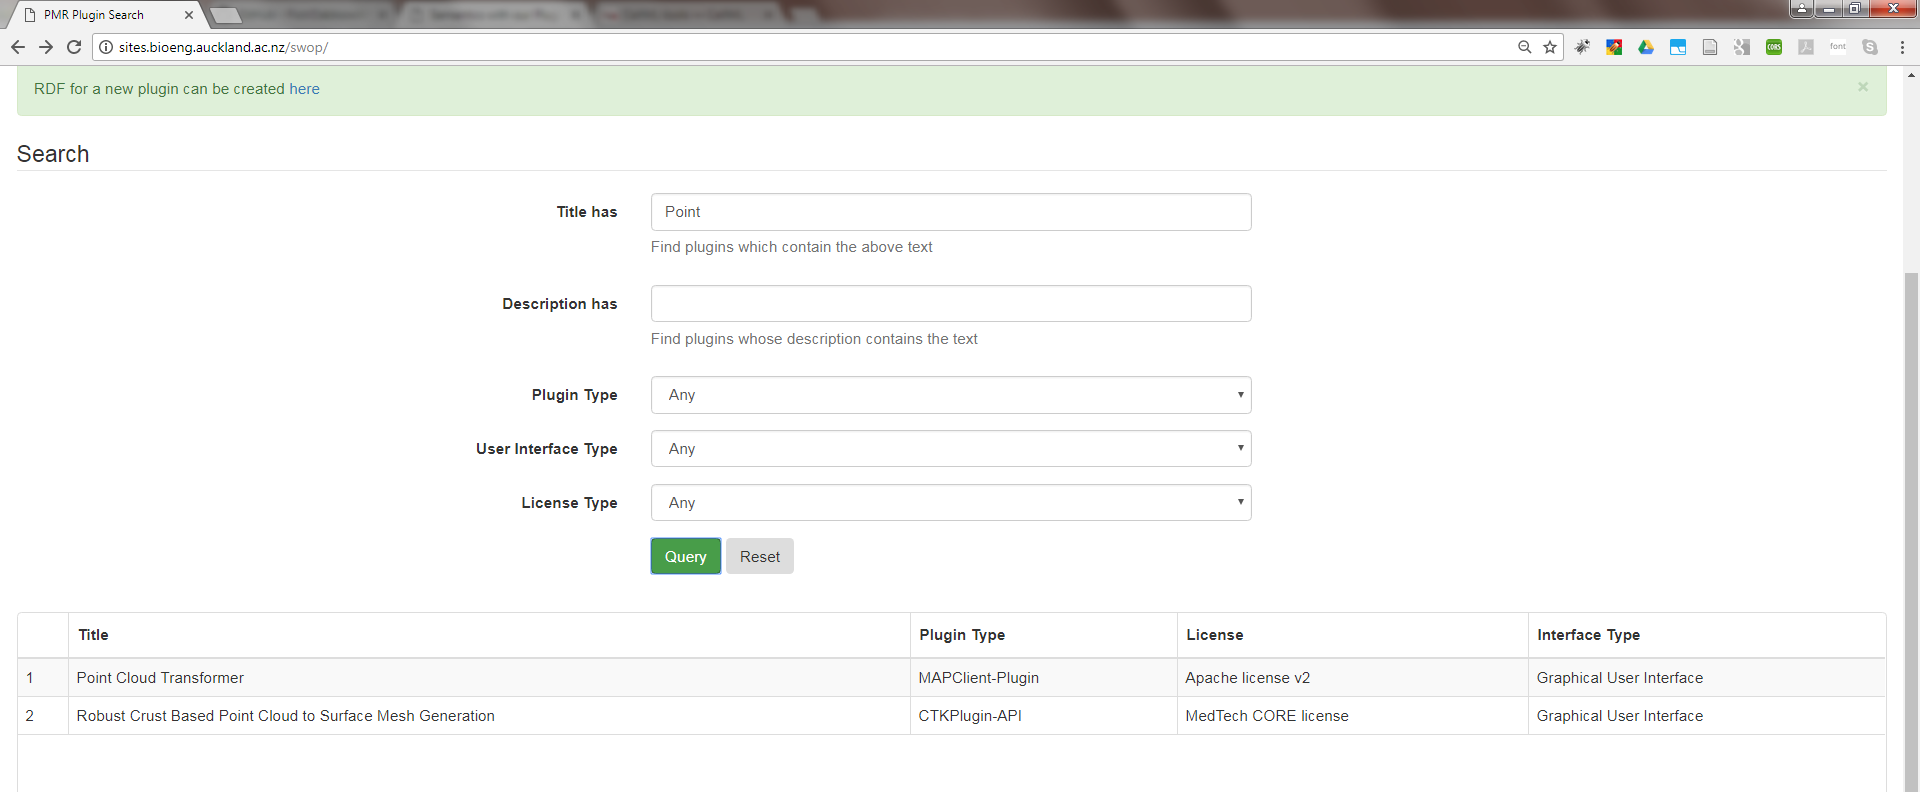 PMR Plugin Search
sites.bioeng.auckland.ac.nz/swop/
CORS
font
RDF for a new plugin can be created here
×
Search
Title has
Point
Find plugins which contain the above text
Description has
Find plugins whose description contains the text
Plugin Type
Any
User Interface Type
Any
License Type
Any
Query Reset
Title Plugin Type License Interface Type
1 Point Cloud Transformer MAPClient-Plugin Apache license v2 Graphical User Interface
2 Robust Crust Based Point Cloud to Surface Mesh Generation CTKPlugin-API MedTech CORE license Graphical User Interface